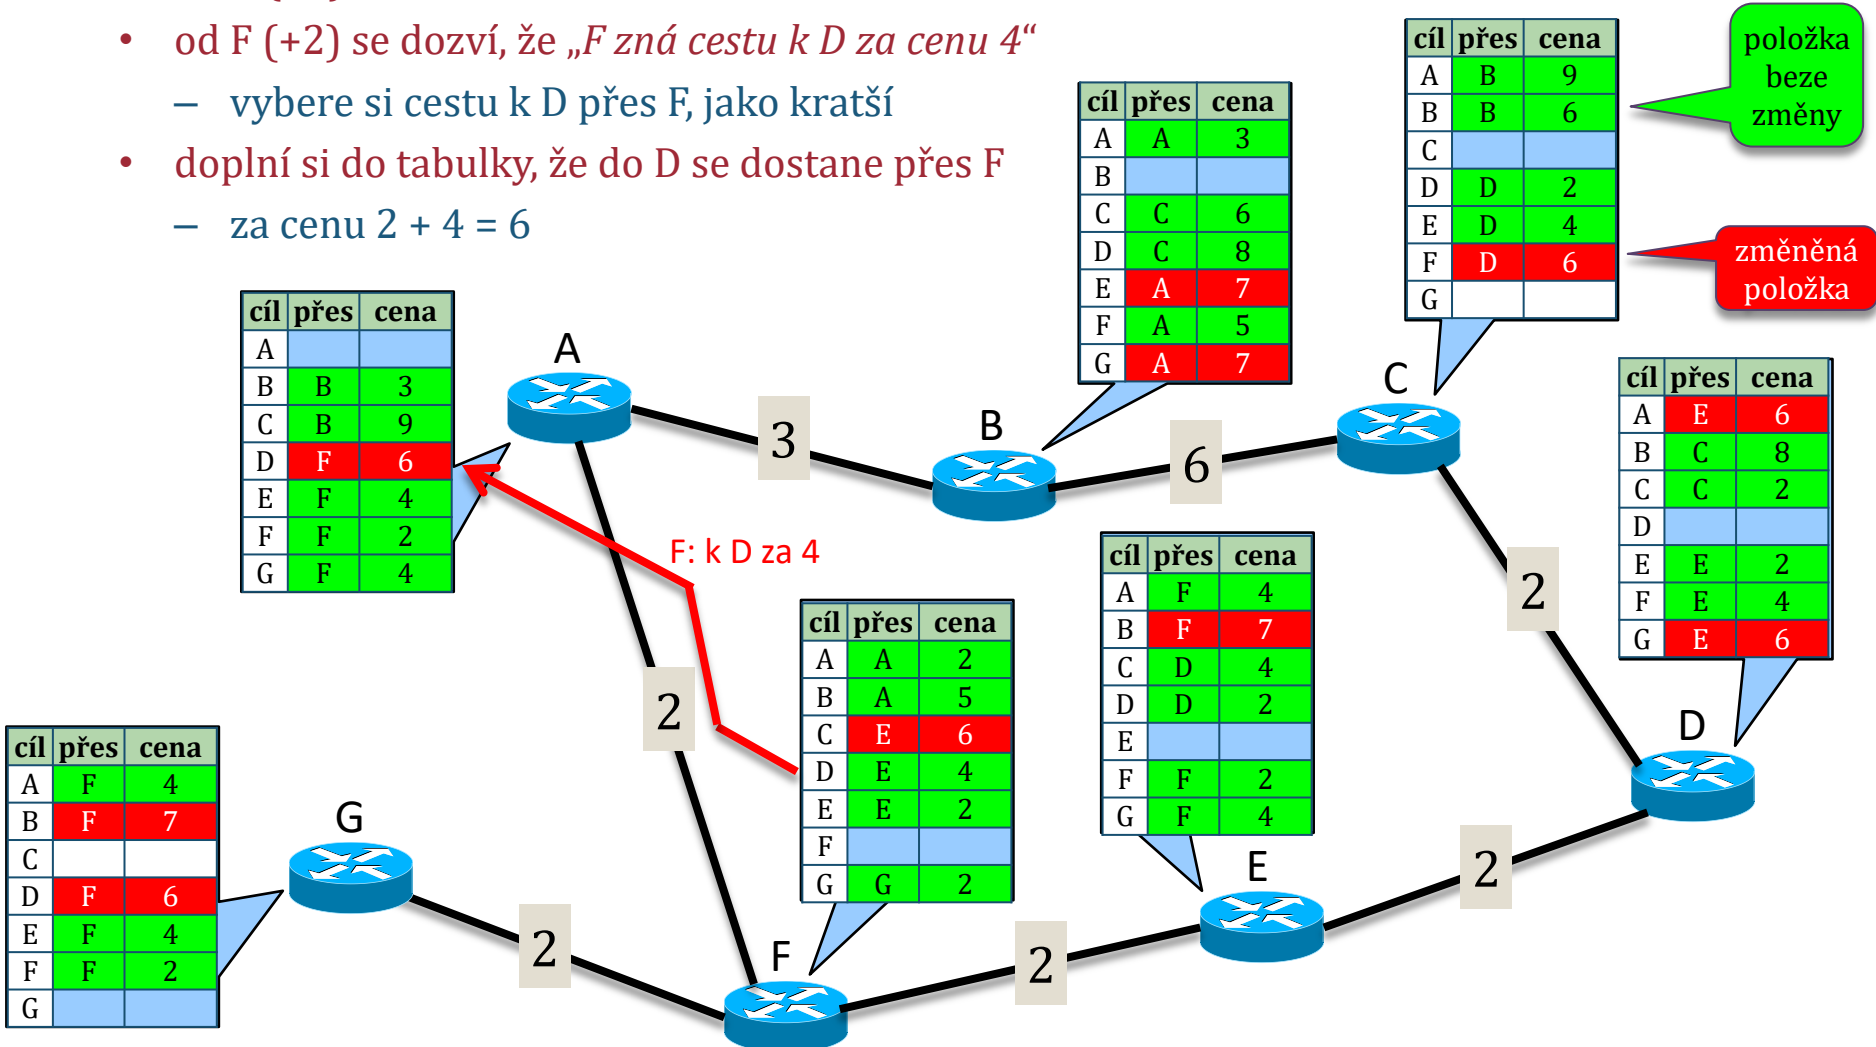 • od F (+2) se dozví, že „F zná cestu k D za cenu 4“
– vybere si cestu k D přes F, jako kratší
• doplní si do tabulky, že do D se dostane přes F
– za cenu 2 + 4 = 6
cíl přes cena
A B 9
B B 6
C
D D 2
E D 4
F D 6
G
položka
beze
změny
změněná
položka
cíl přes cena
A A 3
B
C C 6
D C 8
E A 7
F A 5
G A 7
cíl přes cena
A
B B 3
C B 9
D F 6
E F 4
F F 2
G F 4
A
3
B
6
C
cíl přes cena
A E 6
B C 8
C C 2
D
E E 2
F E 4
G E 6
F: k D za 4
2
cíl přes cena
A F 4
B F 7
C D 4
D D 2
E
F F 2
G F 4
2
cíl přes cena
A A 2
B A 5
C E 6
D E 4
E E 2
F
G G 2
D
cíl přes cena
A F 4
B F 7
C
D F 6
E F 4
F F 2
G
G
2
F
2
E
2